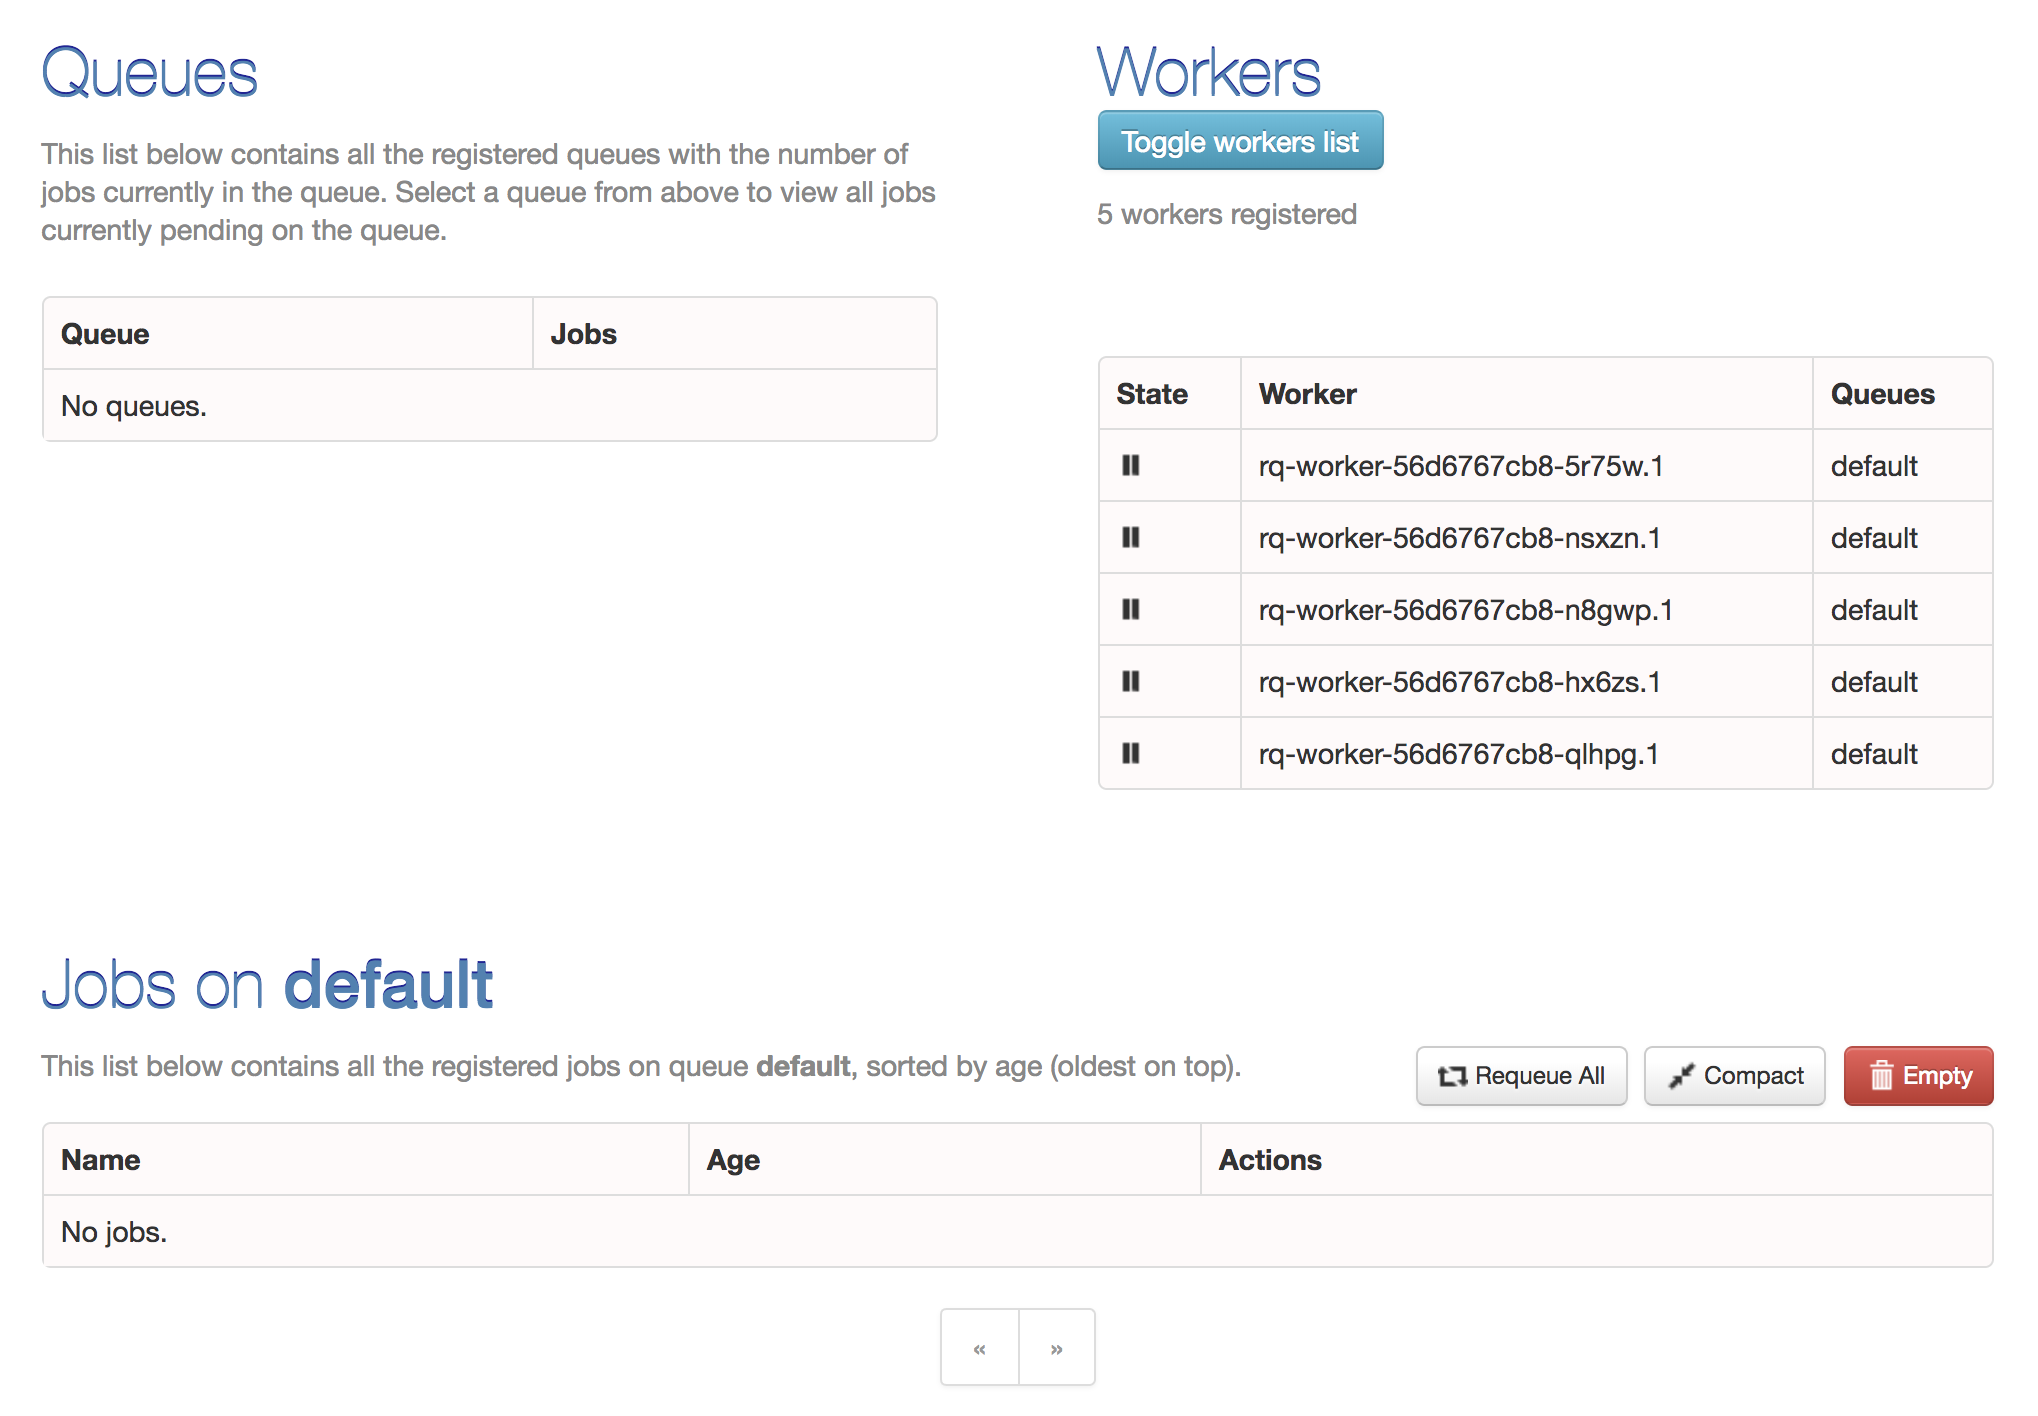 Queues
This list below contains all the registered queues with the number of
jobs currently in the queue. Select a queue from above to view all jobs
currently pending on the queue.
Queue Jobs
No queues.
Workers
Toggle workers list
5 workers registered
State Worker Queues
rq-worker-56d6767cb8-5r75w.1 default
rq-worker-56d6767cb8-nsxzn.1 default
rq-worker-56d6767cb8-n8gwp.1 default
rq-worker-56d6767cb8-hx6zs.1 default
rq-worker-56d6767cb8-qlhpg.1 default
Jobs on default
This list below contains all the registered jobs on queue default, sorted by age (oldest on top).
Requeue All Compact Empty
Name Age Actions
No jobs.
« »